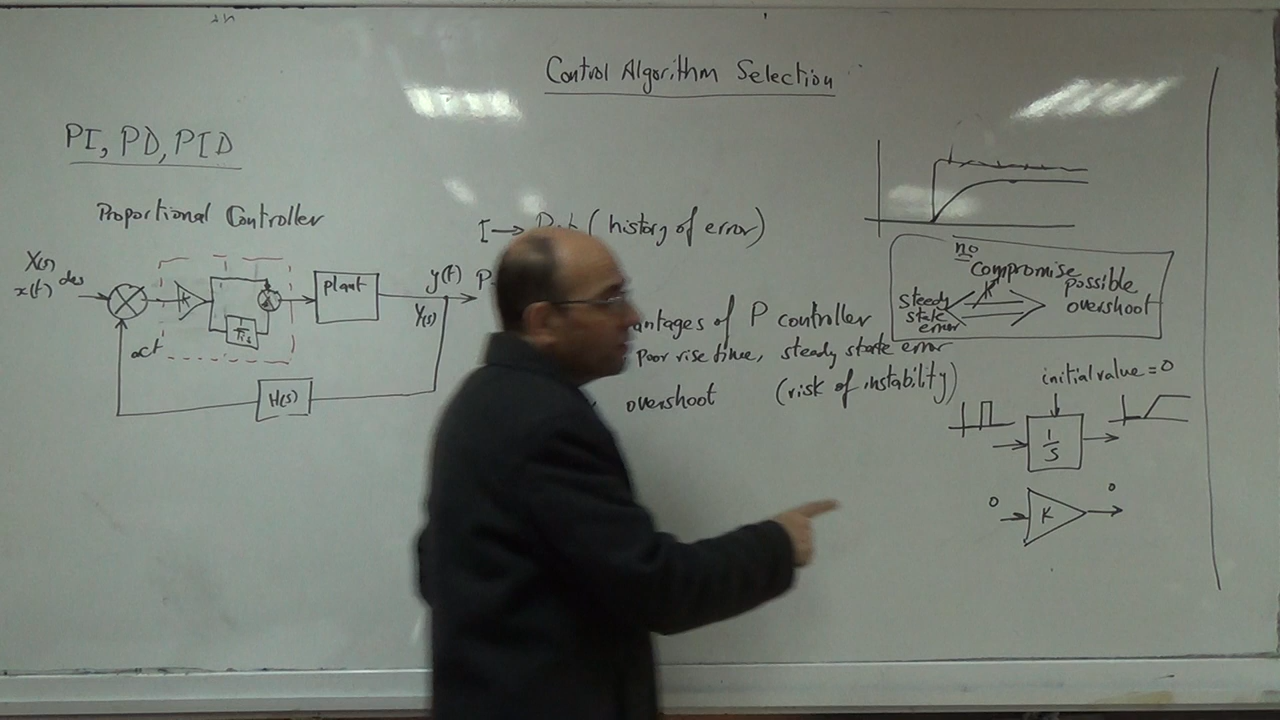 Control Algorithm Selection
PI, PD, PID
Proportional Controller
I → (history of error)
X(s)
x(t) des
K
plant
y(t)
Y(s)
P
act
H(s)
antages of P controller
Poor rise time, steady state error
overshoot (risk of instability)
no
compromise
steady
state
error
possible
overshoot
initial value = 0
1
S
0
K
0